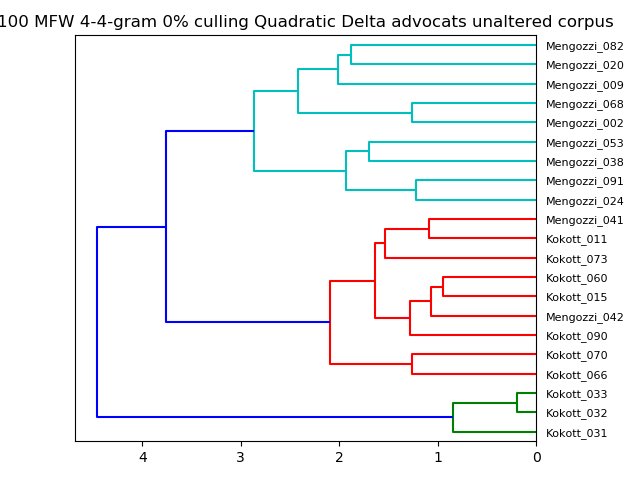 100 MFW 4-4-gram 0% culling Quadratic Delta advocats unaltered corpus
Mengozzi_082
Mengozzi_020
Mengozzi_009
Mengozzi_068
Mengozzi_002
Mengozzi_053
Mengozzi_038
Mengozzi_091
Mengozzi_024
Mengozzi_041
Kokott_011
Kokott_073
Kokott_060
Kokott_015
Mengozzi_042
Kokott_090
Kokott_070
Kokott_066
Kokott_033
Kokott_032
Kokott_031
4 3 2 1 0